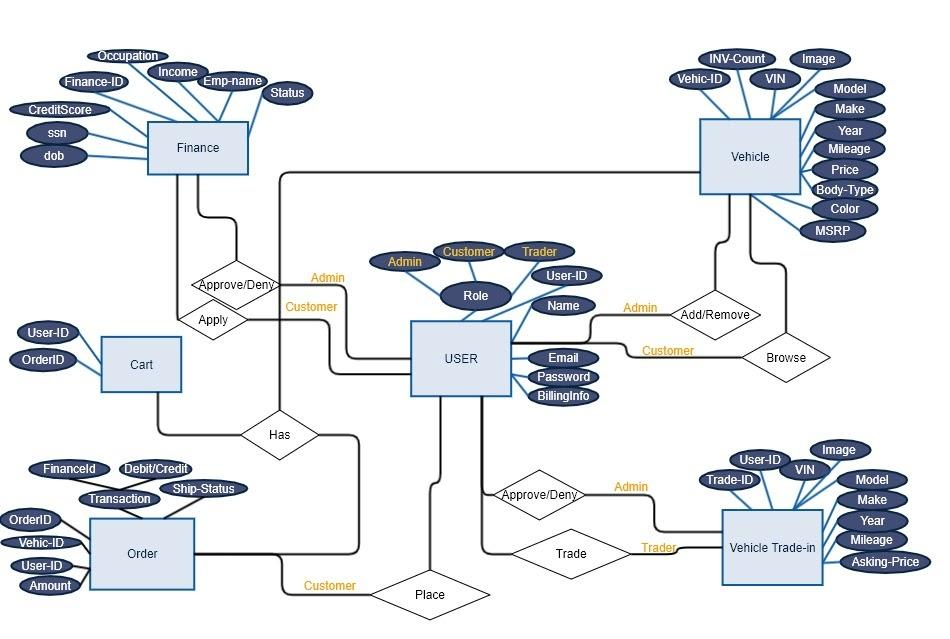 Occupation
Income
Finance-ID
Emp-name
Status
CreditScore
ssn
dob
Finance
INV-Count
Image
Vehic-ID
VIN
Model
Make
Year
Mileage
Price
Body-Type
Color
MSRP
Vehicle
Approve/Deny
Admin
Apply
Customer
Admin
Customer
Trader
User-ID
Role
Name
USER
Email
Password
BillingInfo
Admin
Add/Remove
Customer
Browse
User-ID
OrderID
Cart
Has
FinanceId
Debit/Credit
Transaction
Ship-Status
OrderID
Vehic-ID
User-ID
Amount
Order
Customer
Place
Approve/Deny
Admin
Trade
Trader
Image
User-ID
VIN
Trade-ID
Model
Make
Year
Mileage
Asking-Price
Vehicle Trade-in